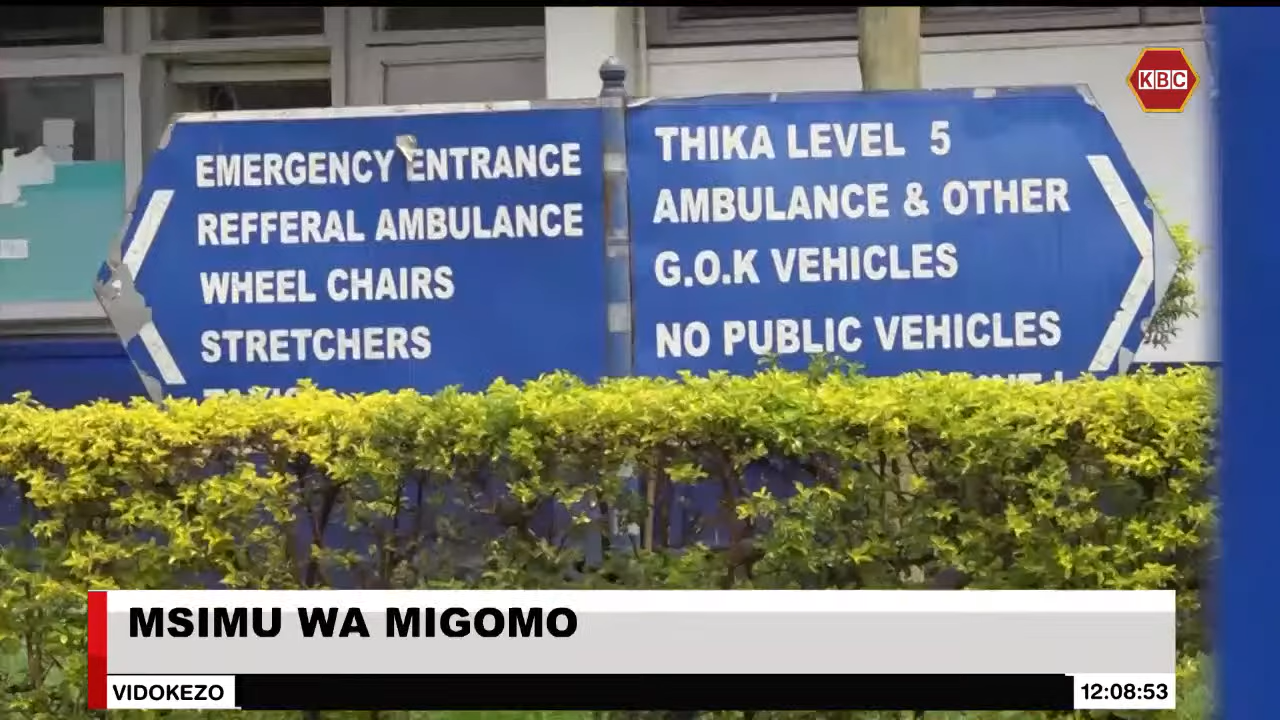 KBC
EMERGENCY ENTRANCE
REFFERAL AMBULANCE
WHEEL CHAIRS
STRETCHERS
THIKA LEVEL 5
AMBULANCE & OTHER
G.O.K VEHICLES
NO PUBLIC VEHICLES
MSIMU WA MIGOMO
VIDOKEZO
12:08:53